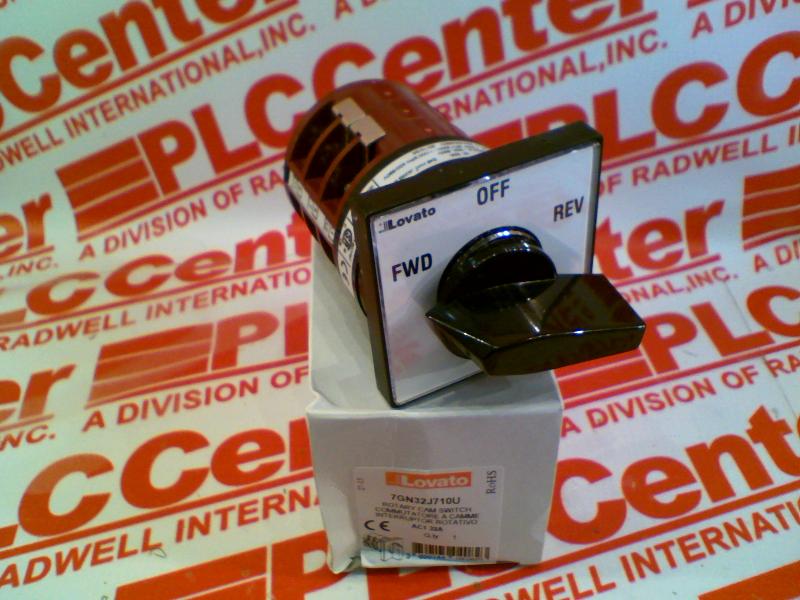 PLCCenter
A DIVISION OF RADWELL INTERNATIONAL, INC.
Lovato
OFF
REV
FWD
Lovato
7GN32J710U
ROTARY CAM SWITCH
COMMUTATORE A CAMME
INTERRUPTOR ROTATIVO
CE
AC1 32A
Q.ty 1
RoHS